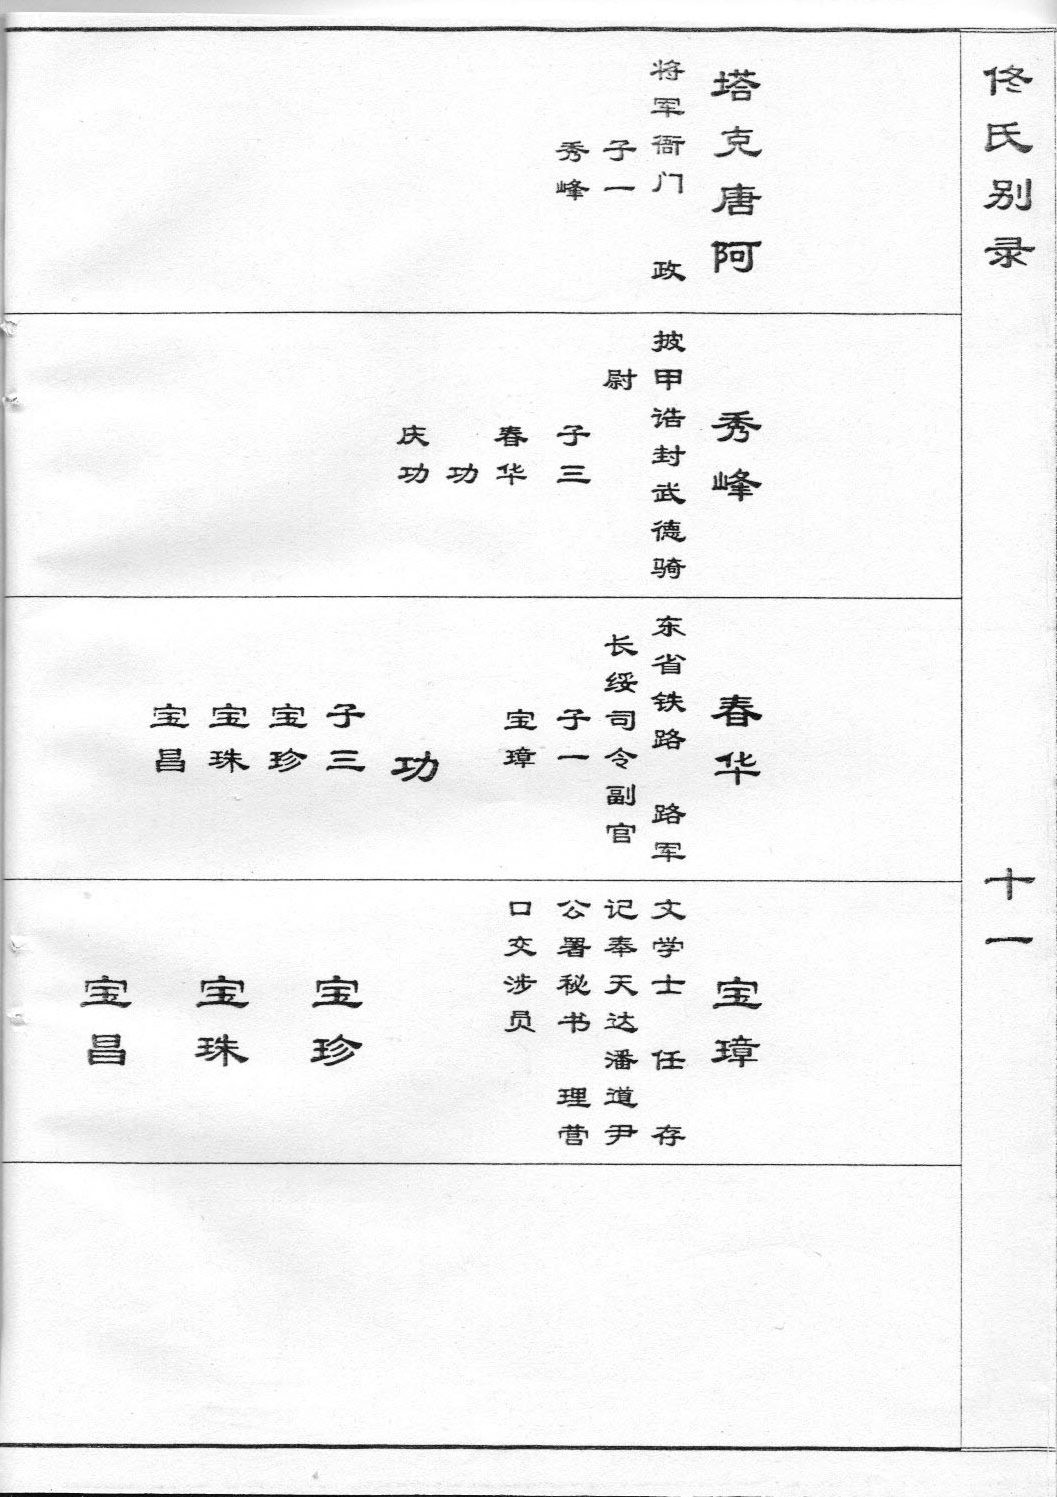 佟氏别录
十一
塔克唐阿
将军衙门 政
子一
秀峰
秀峰
披甲诰封武德骑
尉
子三
春华
功
庆功
春华
东省铁路 路军
长绥司令副官
子一
宝璋
功
子三
宝珍
宝珠
宝昌
宝璋
文学士 任 存
记奉天达潘道尹
公署秘书 理营
口交涉员
宝珍
宝珠
宝昌